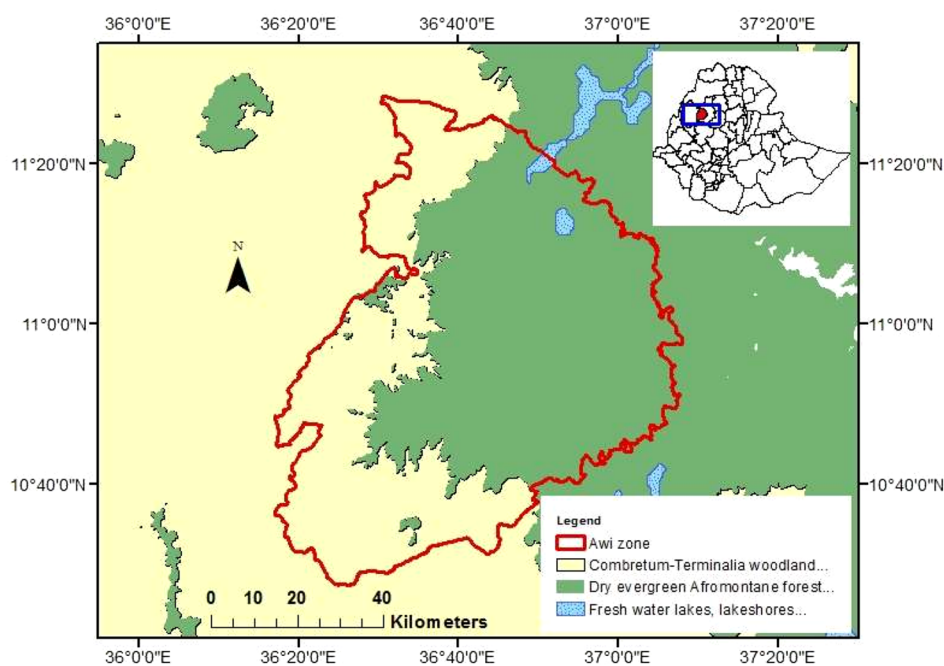 36°0'0"E 36°20'0"E 36°40'0"E 37°0'0"E 37°20'0"E
11°20'0"N 11°20'0"N
N
11°0'0"N 11°0'0"N
10°40'0"N 10°40'0"N
Legend
Awi zone
Combretum-Terminalia woodland...
Dry evergreen Afromontane forest...
Fresh water lakes, lakeshores...
0 10 20 40
Kilometers
36°0'0"E 36°20'0"E 36°40'0"E 37°0'0"E 37°20'0"E